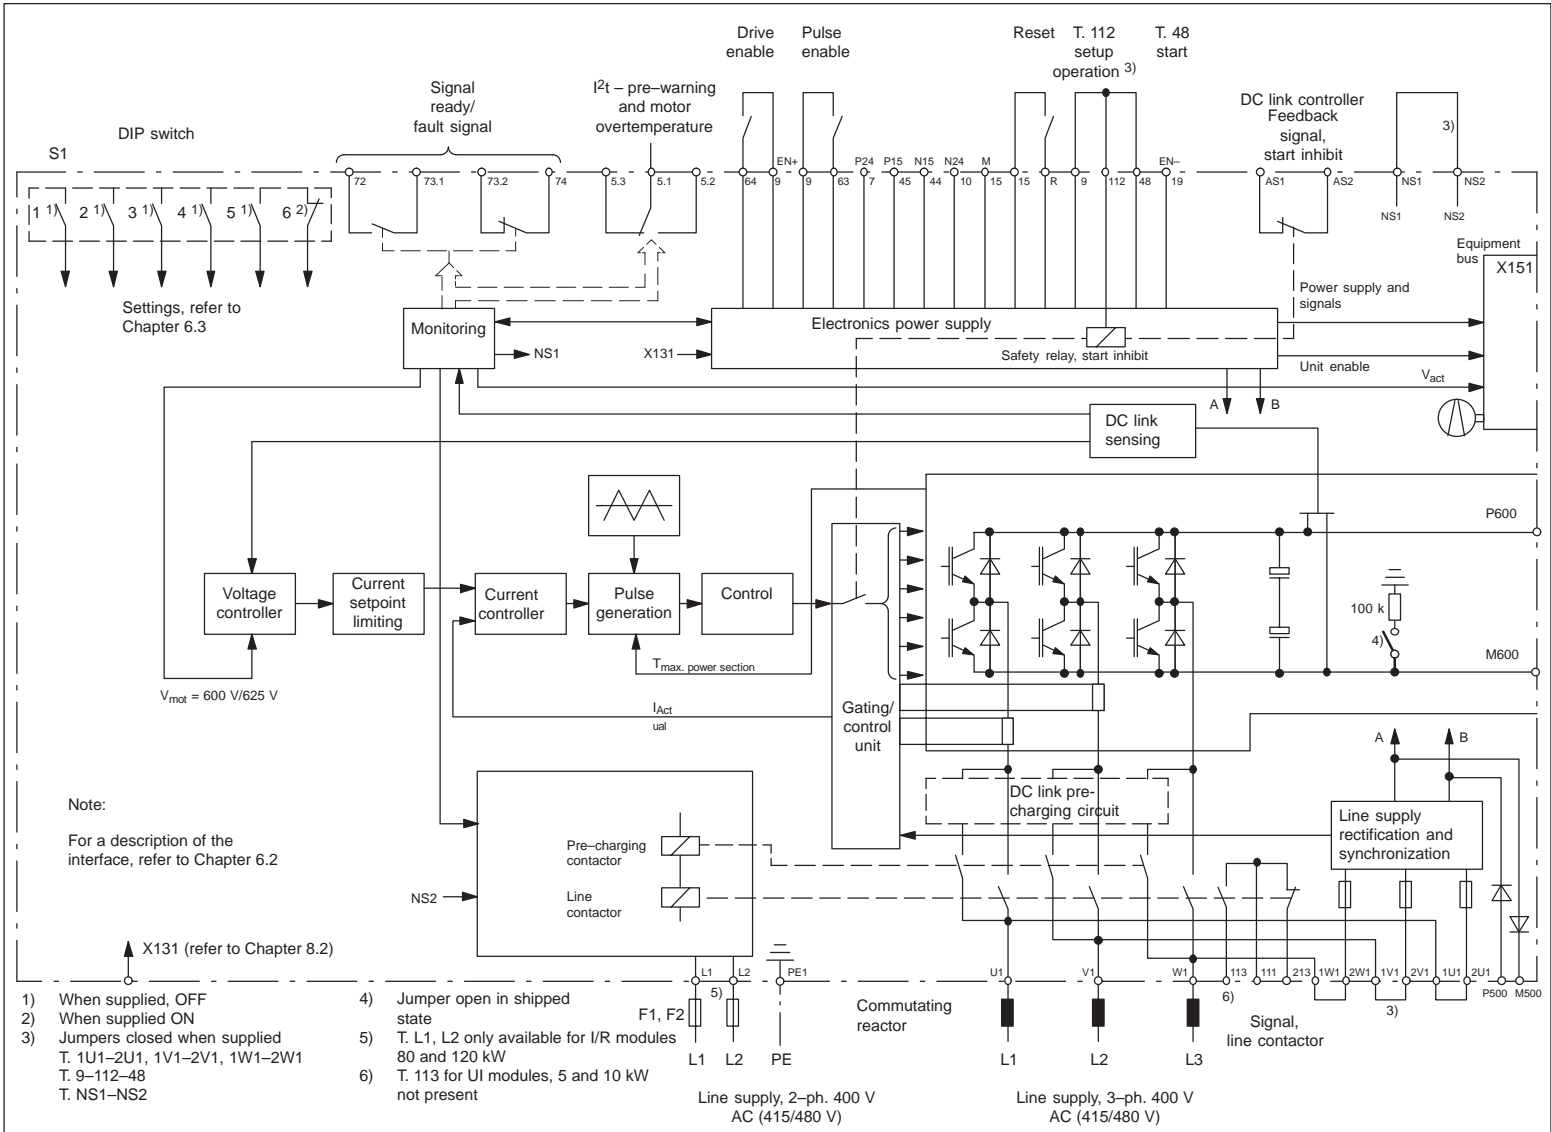 Drive
enable
Pulse
enable
Reset
T. 112
setup
operation 3)
T. 48
start
Signal
ready/
fault signal
I2t – pre–warning
and motor
overtemperature
DC link controller
Feedback
signal,
start inhibit
3)
DIP switch
S1
72
73.1
73.2
74
5.3
5.1
5.2
64
9
EN+
9
63
P24
7
P15
45
N15
44
N24
10
M
15
15
R
9
112
48
EN–
19
AS1
AS2
NS1
NS2
NS1
NS2
1 1)
2 1)
3 1)
4 1)
5 1)
6 2)
Settings, refer to
Chapter 6.3
Equipment
bus
X151
Power supply and
signals
Monitoring
Electronics power supply
NS1
X131
Safety relay, start inhibit
Unit enable
Vact
A
B
DC link
sensing
P600
Voltage
controller
Current
setpoint
limiting
Current
controller
Pulse
generation
Control
100 k
4)
M600
Tmax. power section
Vmot = 600 V/625 V
IAct
ual
Gating/
control
unit
A
B
Note:
For a description of the
interface, refer to Chapter 6.2
DC link pre-
charging circuit
Line supply
rectification and
synchronization
Pre–charging
contactor
NS2
Line
contactor
X131 (refer to Chapter 8.2)
L1
L2
PE1
U1
V1
W1
113
111
213
1W1
2W1
1V1
2V1
1U1
2U1
P500
M500
5)
6)
3)
F1, F2
L1
L2
PE
Commutating
reactor
L1
L2
L3
Signal,
line contactor
Line supply, 2–ph. 400 V
AC (415/480 V)
Line supply, 3–ph. 400 V
AC (415/480 V)
1) When supplied, OFF
2) When supplied ON
3) Jumpers closed when supplied
T. 1U1–2U1, 1V1–2V1, 1W1–2W1
T. 9–112–48
T. NS1–NS2
4) Jumper open in shipped
state
5) T. L1, L2 only available for I/R modules
80 and 120 kW
6) T. 113 for UI modules, 5 and 10 kW
not present